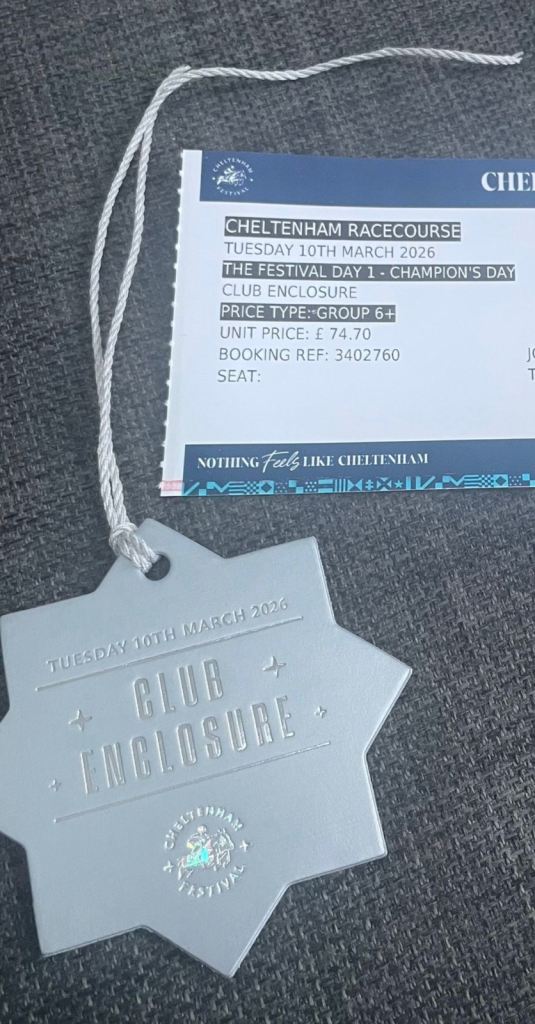 CHELTENHAM
FESTIVAL
CHELTENHAM RACECOURSE
TUESDAY 10TH MARCH 2026
THE FESTIVAL DAY 1 - CHAMPION'S DAY
CLUB ENCLOSURE
PRICE TYPE: GROUP 6+
UNIT PRICE: £ 74.70
BOOKING REF: 3402760
SEAT:
NOTHING Feels LIKE CHELTENHAM
TUESDAY 10TH MARCH 2026
CLUB
ENCLOSURE
CHELTENHAM
FESTIVAL